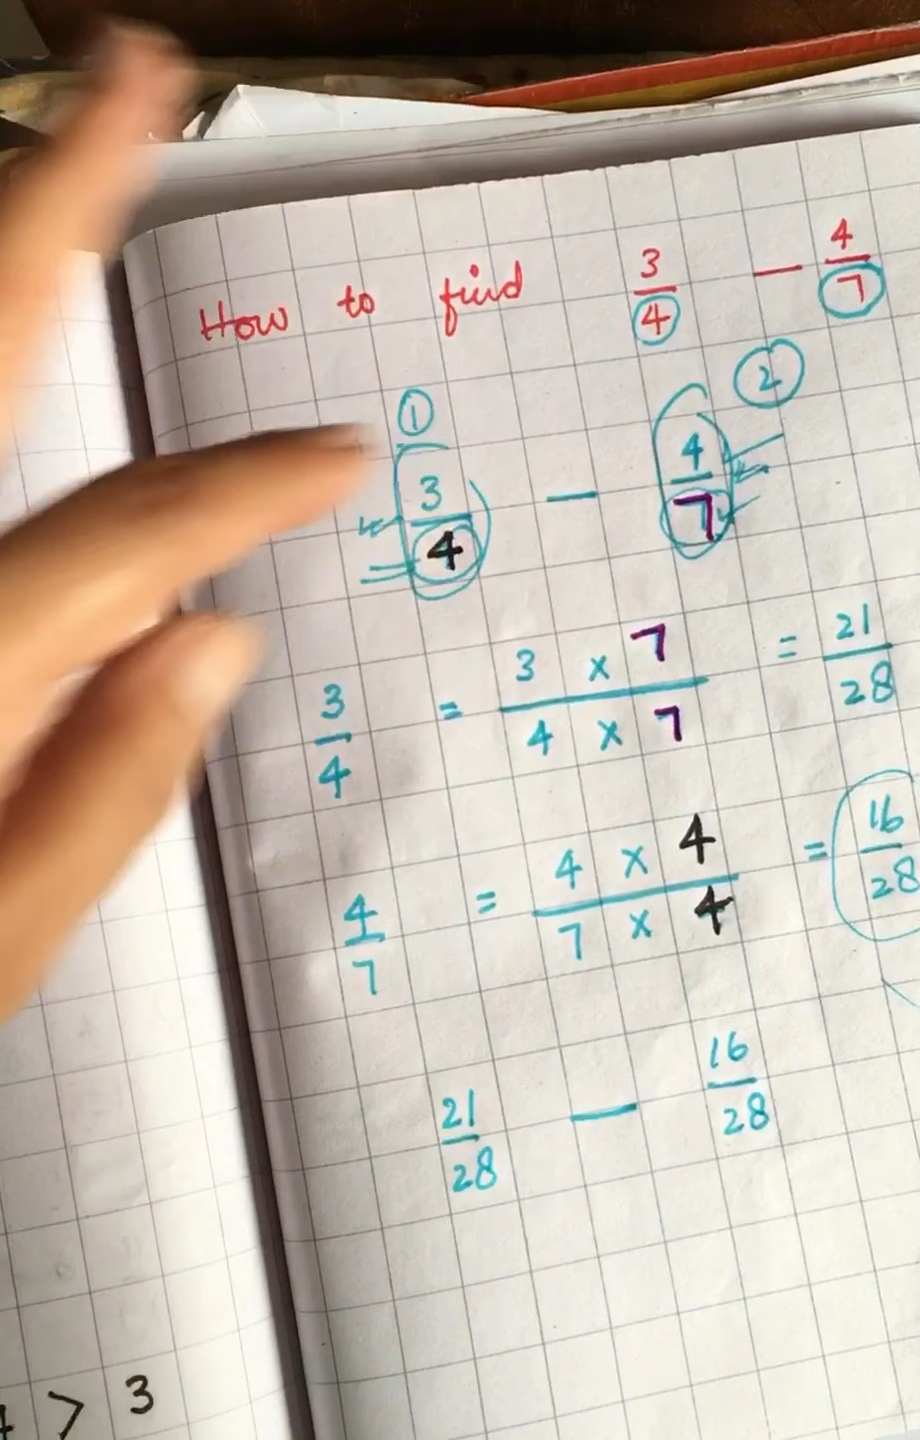 How to find 3/4 — 4/7
① ②
3/4 — 4/7
3/4 = 3 x 7 / 4 x 7 = 21/28
4/7 = 4 x 4 / 7 x 4 = 16/28
21/28 — 16/28
> 3